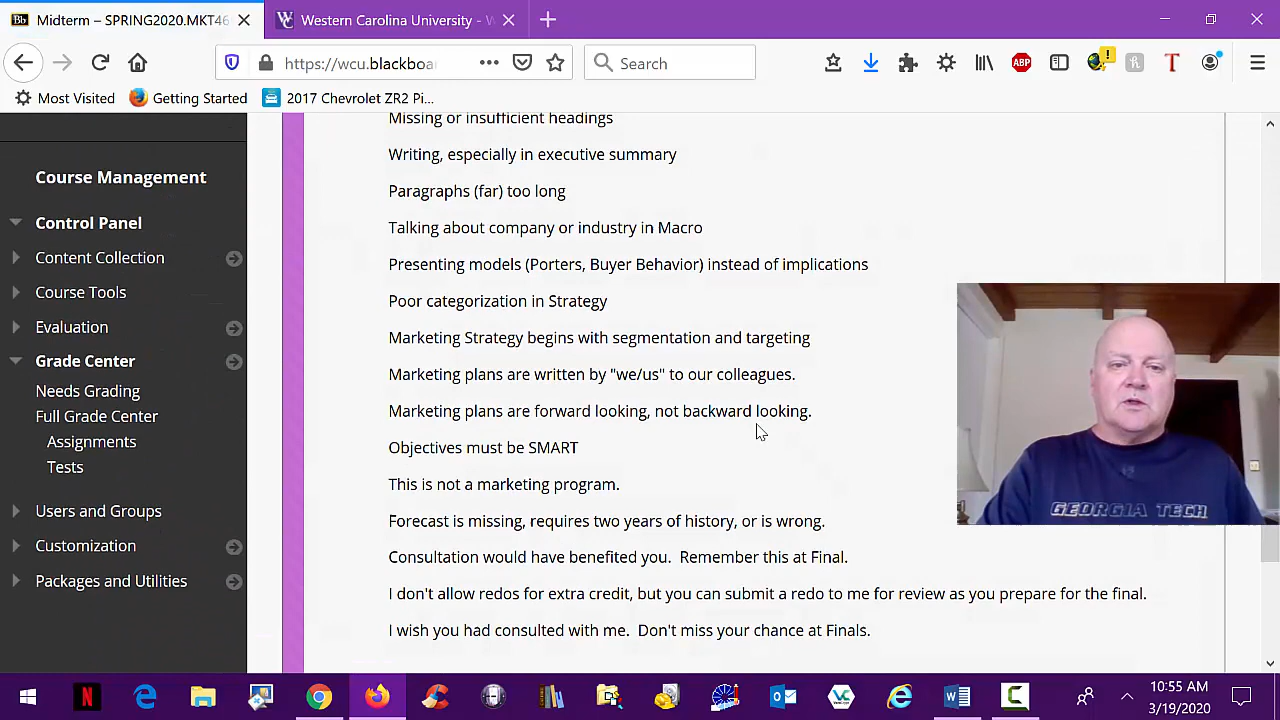 Midterm – SPRING2020.MKT46
Western Carolina University - W
https://wcu.blackboa
Search
Most Visited
Getting Started
2017 Chevrolet ZR2 Pi...
Course Management
Control Panel
Content Collection
Course Tools
Evaluation
Grade Center
Needs Grading
Full Grade Center
Assignments
Tests
Users and Groups
Customization
Packages and Utilities
Missing or insufficient headings
Writing, especially in executive summary
Paragraphs (far) too long
Talking about company or industry in Macro
Presenting models (Porters, Buyer Behavior) instead of implications
Poor categorization in Strategy
Marketing Strategy begins with segmentation and targeting
Marketing plans are written by "we/us" to our colleagues.
Marketing plans are forward looking, not backward looking.
Objectives must be SMART
This is not a marketing program.
Forecast is missing, requires two years of history, or is wrong.
Consultation would have benefited you.  Remember this at Final.
I don't allow redos for extra credit, but you can submit a redo to me for review as you prepare for the final.
I wish you had consulted with me.  Don't miss your chance at Finals.
GEORGIA TECH
10:55 AM
3/19/2020